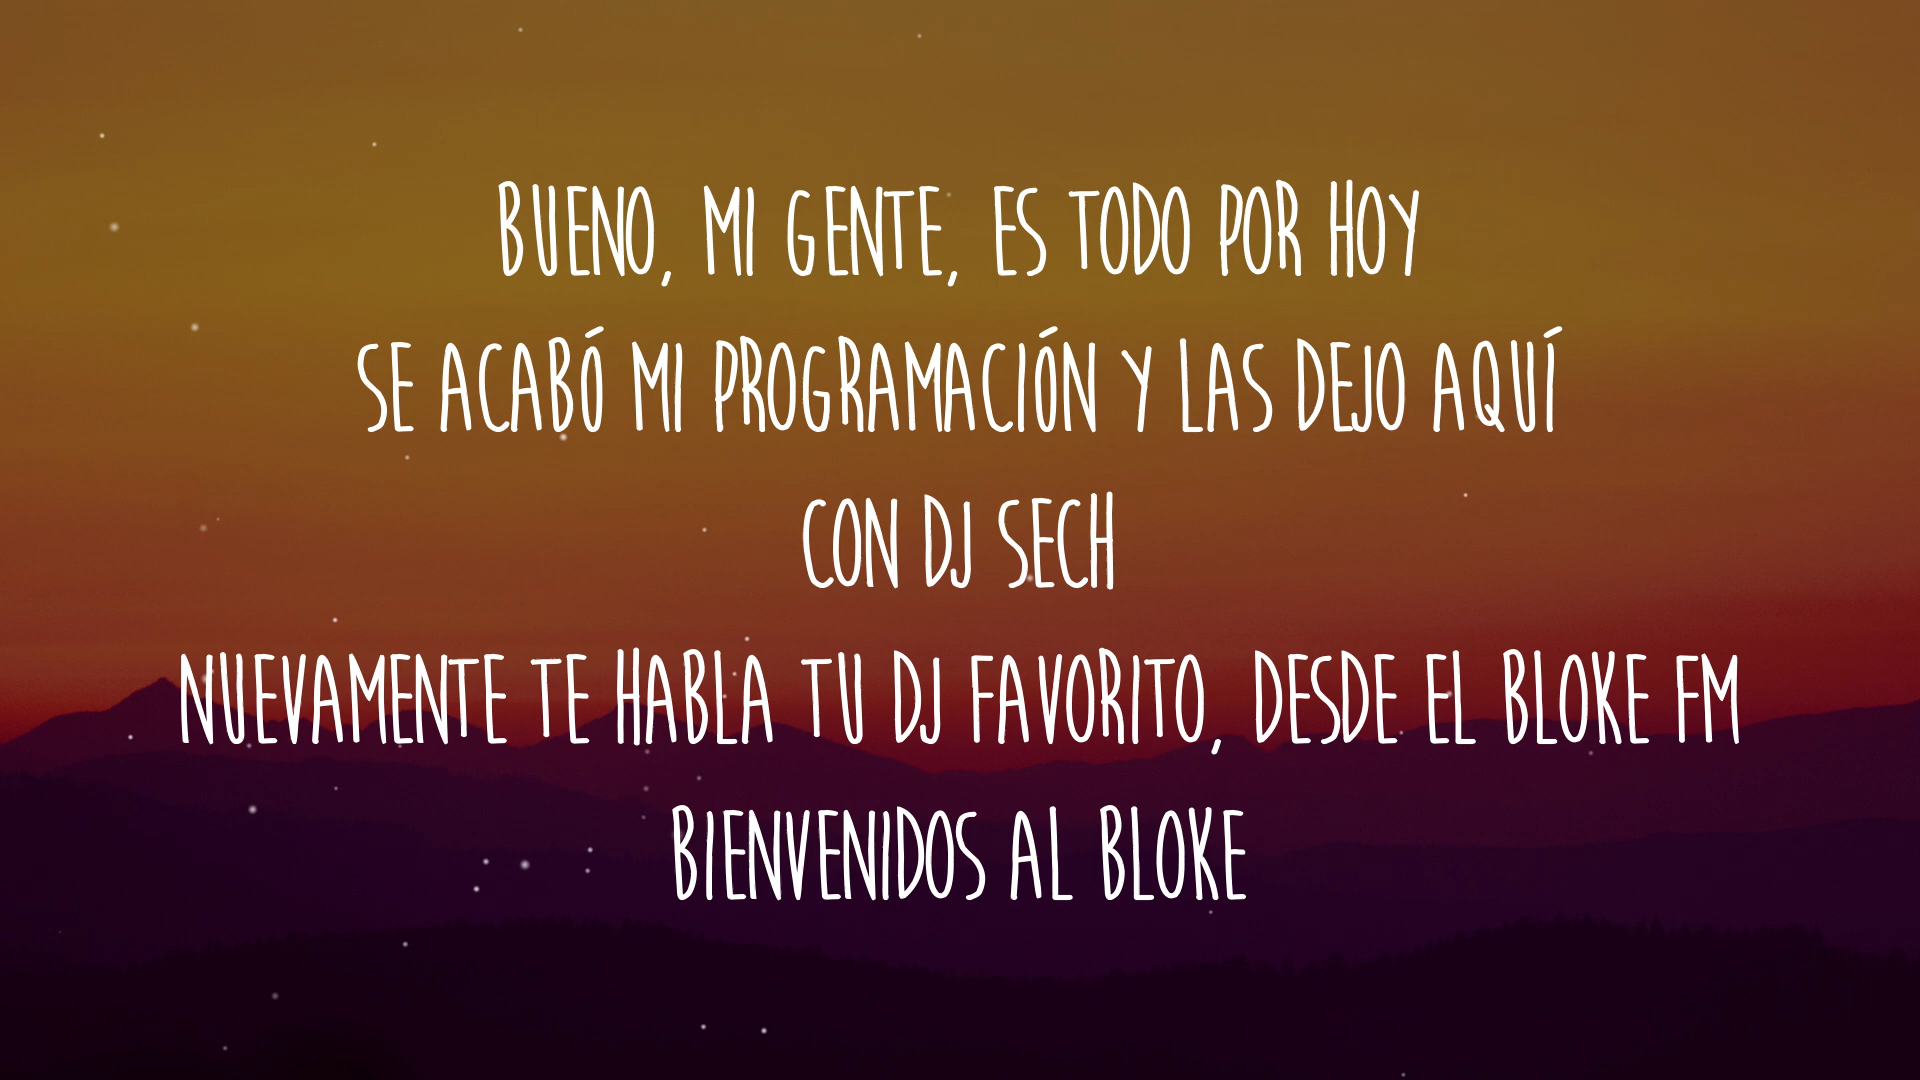 BUENO, MI GENTE, ES TODO POR HOY
SE ACABÓ MI PROGRAMACIÓN Y LAS DEJO AQUÍ
CON DJ SECH
NUEVAMENTE TE HABLA TU DJ FAVORITO, DESDE EL BLOKE FM
BIENVENIDOS AL BLOKE